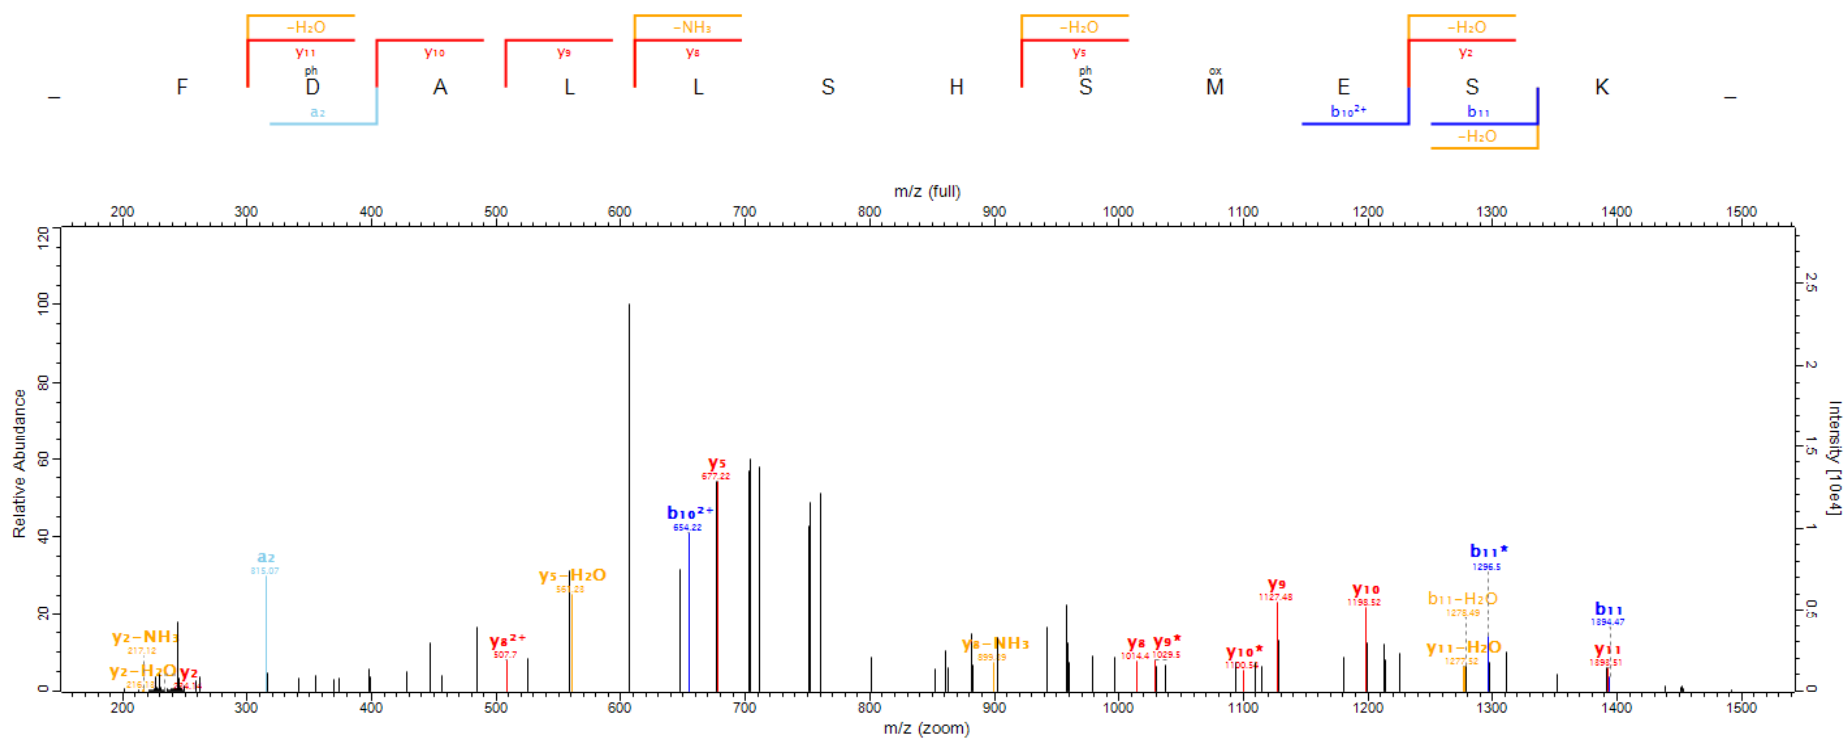 -H₂O -NH₃ -H₂O -H₂O
y₁₁ y₁₀ y₉ y₈ y₅ y₂
ph ph ox
_ F D A L L S H S M E S K _
a₂ b₁₀²⁺ b₁₁
-H₂O
m/z (full)
200 300 400 500 600 700 800 900 1000 1100 1200 1300 1400 1500
120
100
80
60
40
20
0
Relative Abundance
2.5
2
1.5
1
0.5
0
Intensity [10e4]
y₅
677.22
b₁₀²⁺
654.22
b₁₁*
1296.5
a₂
315.07
y₅-H₂O
y₉
1127.48
y₁₀
1198.52
b₁₁-H₂O
1278.49
b₁₁
1394.47
y₂-NH₃
217.12
y₈²⁺
507.7
y₈-NH₃
y₈
1014.4
y₉*
1029.5
y₁₀*
1100.54
y₁₁-H₂O
1277.52
y₁₁
y₂-H₂O
y₂
200 300 400 500 600 700 800 900 1000 1100 1200 1300 1400 1500
m/z (zoom)